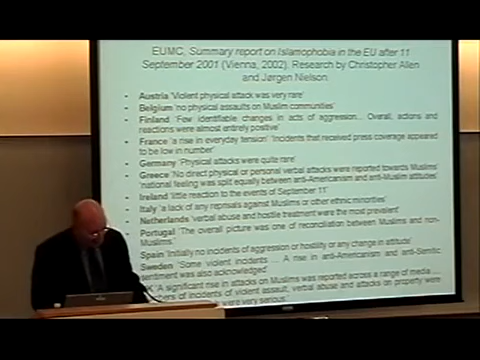 EUMC, Summary report on Islamophobia in the EU after 11
September 2001 (Vienna, 2002). Research by Christopher Allen
and Jørgen Nielson
• Austria 'Violent physical attack was very rare'
• Belgium 'no physical assaults on Muslim communities'
• Finland 'Few identifiable changes in acts of aggression... Overall, actions and
reactions were almost entirely positive'
• France 'a rise in everyday tension' 'Incidents that received press coverage appeared
to be low in number'
• Germany 'Physical attacks were quite rare'
• Greece 'No direct physical or personal verbal attacks were reported towards Muslims'
'national feeling was split equally between anti-Americanism and anti-Muslim attitudes'
• Ireland 'little reaction to the events of September 11'
• Italy 'a lack of any reprisals against Muslims or other ethnic minorities'
• Netherlands 'verbal abuse and hostile treatment were the most prevalent'
• Portugal 'The overall picture was one of reconciliation between Muslims and non-
Muslims.'
Spain 'Initially no incidents of aggression or hostility or any change in attitude'
Sweden 'Some violent incidents ... A rise in anti-Americanism and anti-Semitic
sentiment was also acknowledged'
'A significant rise in attacks on Muslims was reported across a range of media ...
of incidents of violent assault, verbal abuse and attacks on property were
were very serious.'